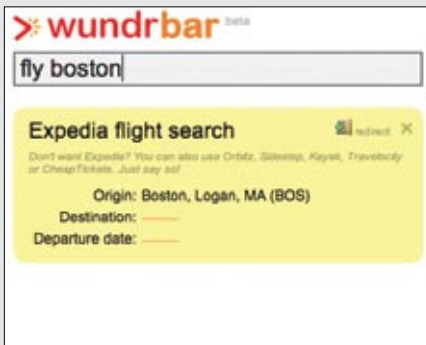 wundrbar beta
fly boston
Expedia flight search redirect
Don't want Expedia? You can also use Orbitz, Sidestep, Kayak, Travelocity
or CheapTickets. Just say so!
Origin: Boston, Logan, MA (BOS)
Destination:
Departure date: